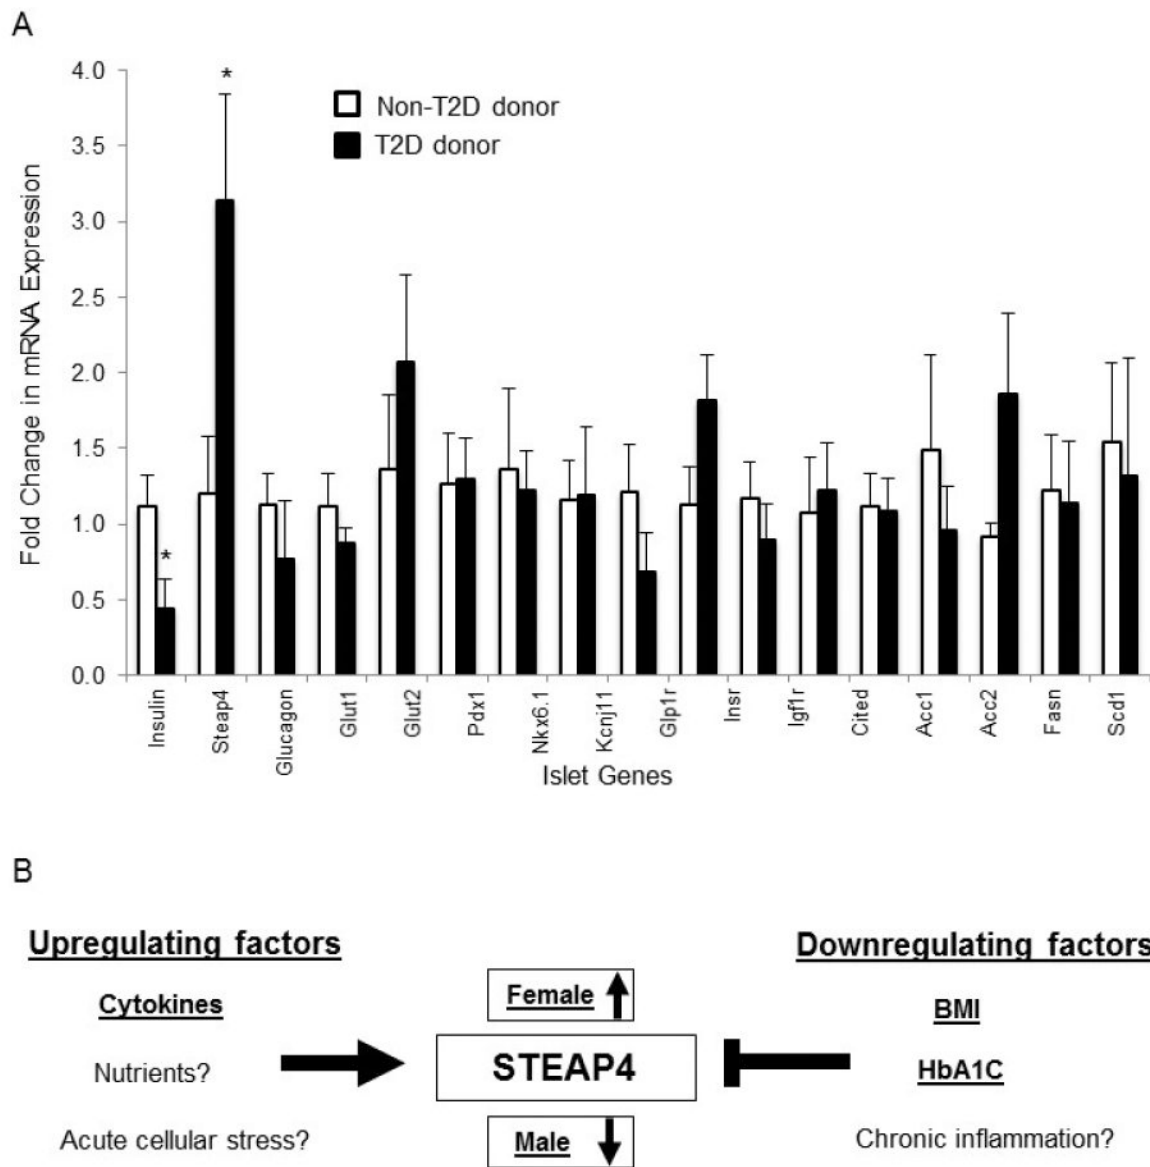 A
4.0
3.5
3.0
2.5
2.0
1.5
1.0
0.5
0.0
Fold Change in mRNA Expression
*
*
Non-T2D donor
T2D donor
Insulin
Steap4
Glucagon
Glut1
Glut2
Pdx1
Nkx6.1
Kcnj11
Glp1r
Insr
Igf1r
Cited
Acc1
Acc2
Fasn
Scd1
Islet Genes
B
Upregulating factors
Cytokines
Nutrients?
Acute cellular stress?
Female
STEAP4
Male
Downregulating factors
BMI
HbA1C
Chronic inflammation?